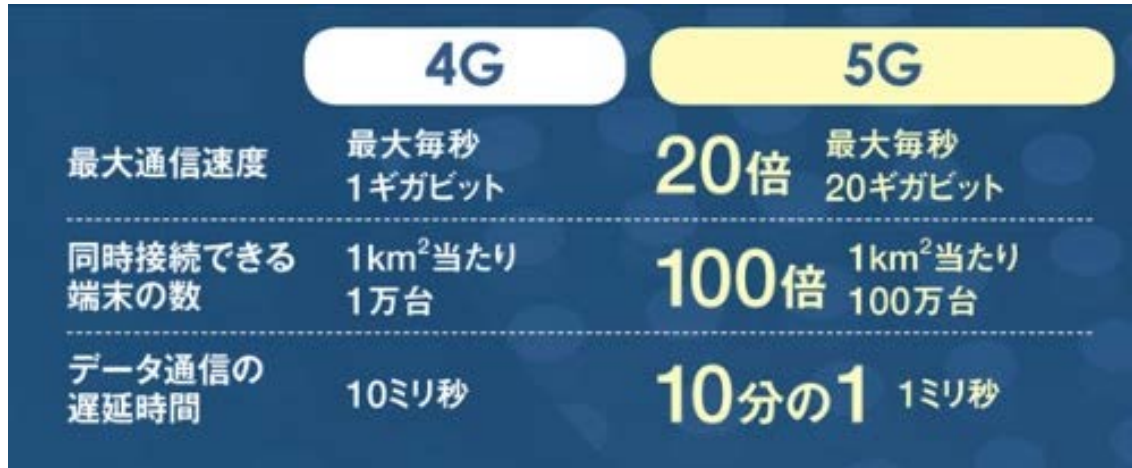 4G
5G
最大通信速度
最大毎秒
1ギガビット
20倍
最大毎秒
20ギガビット
同時接続できる
端末の数
1km²当たり
1万台
100倍
1km²当たり
100万台
データ通信の
遅延時間
10ミリ秒
10分の1
1ミリ秒